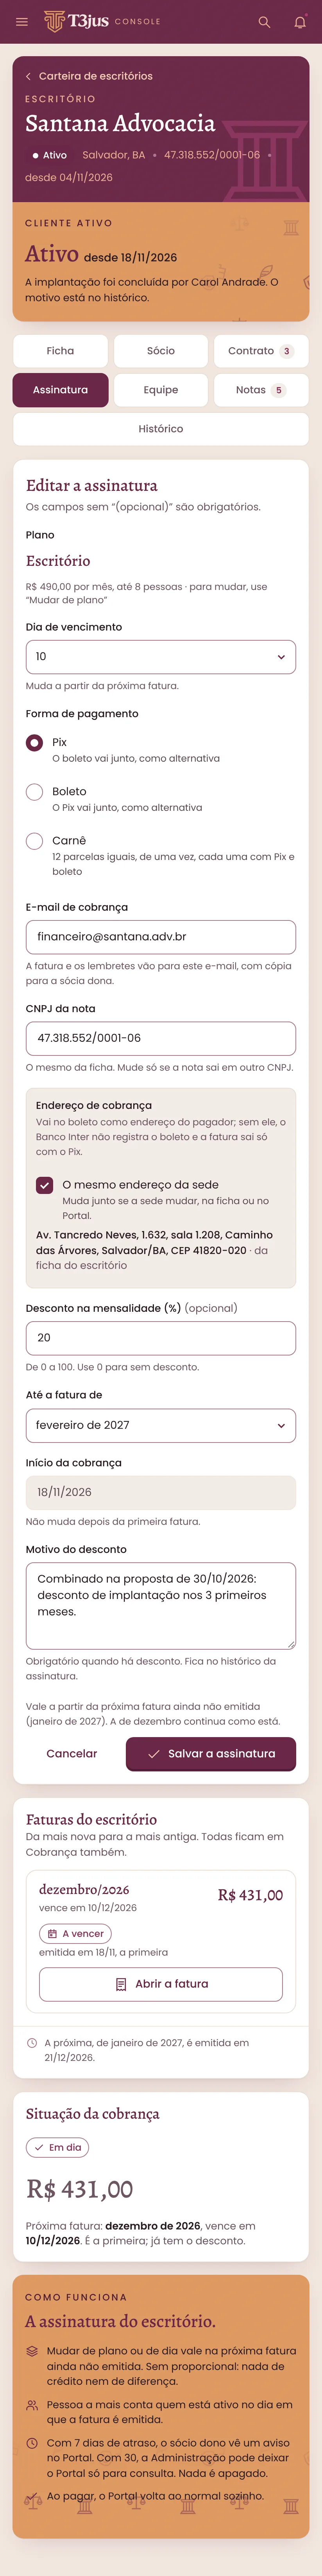 T3jus CONSOLE
Carteira de escritórios
ESCRITÓRIO
Santana Advocacia
Ativo Salvador, BA • 47.318.552/0001-06 •
desde 04/11/2026
CLIENTE ATIVO
Ativo desde 18/11/2026
A implantação foi concluída por Carol Andrade. O
motivo está no histórico.
Ficha Sócio Contrato 3
Assinatura Equipe Notas 5
Histórico
Editar a assinatura
Os campos sem “(opcional)” são obrigatórios.
Plano
Escritório
R$ 490,00 por mês, até 8 pessoas · para mudar, use
“Mudar de plano”
Dia de vencimento
10
Muda a partir da próxima fatura.
Forma de pagamento
Pix
O boleto vai junto, como alternativa
Boleto
O Pix vai junto, como alternativa
Carnê
12 parcelas iguais, de uma vez, cada uma com Pix e
boleto
E-mail de cobrança
financeiro@santana.adv.br
A fatura e os lembretes vão para este e-mail, com cópia
para a sócia dona.
CNPJ da nota
47.318.552/0001-06
O mesmo da ficha. Mude só se a nota sai em outro CNPJ.
Endereço de cobrança
Vai no boleto como endereço do pagador; sem ele, o
Banco Inter não registra o boleto e a fatura sai só
com o Pix.
O mesmo endereço da sede
Muda junto se a sede mudar, na ficha ou no
Portal.
Av. Tancredo Neves, 1.632, sala 1.208, Caminho
das Árvores, Salvador/BA, CEP 41820-020 · da
ficha do escritório
Desconto na mensalidade (%) (opcional)
20
De 0 a 100. Use 0 para sem desconto.
Até a fatura de
fevereiro de 2027
Início da cobrança
18/11/2026
Não muda depois da primeira fatura.
Motivo do desconto
Combinado na proposta de 30/10/2026:
desconto de implantação nos 3 primeiros
meses.
Obrigatório quando há desconto. Fica no histórico da
assinatura.
Vale a partir da próxima fatura ainda não emitida
(janeiro de 2027). A de dezembro continua como está.
Cancelar Salvar a assinatura
Faturas do escritório
Da mais nova para a mais antiga. Todas ficam em
Cobrança também.
dezembro/2026 R$ 431,00
vence em 10/12/2026
A vencer
emitida em 18/11, a primeira
Abrir a fatura
A próxima, de janeiro de 2027, é emitida em
21/12/2026.
Situação da cobrança
Em dia
R$ 431,00
Próxima fatura: dezembro de 2026, vence em
10/12/2026. É a primeira; já tem o desconto.
COMO FUNCIONA
A assinatura do escritório.
Mudar de plano ou de dia vale na próxima fatura
ainda não emitida. Sem proporcional: nada de
crédito nem de diferença.
Pessoa a mais conta quem está ativo no dia em
que a fatura é emitida.
Com 7 dias de atraso, o sócio dono vê um aviso
no Portal. Com 30, a Administração pode deixar
o Portal só para consulta. Nada é apagado.
Ao pagar, o Portal volta ao normal sozinho.